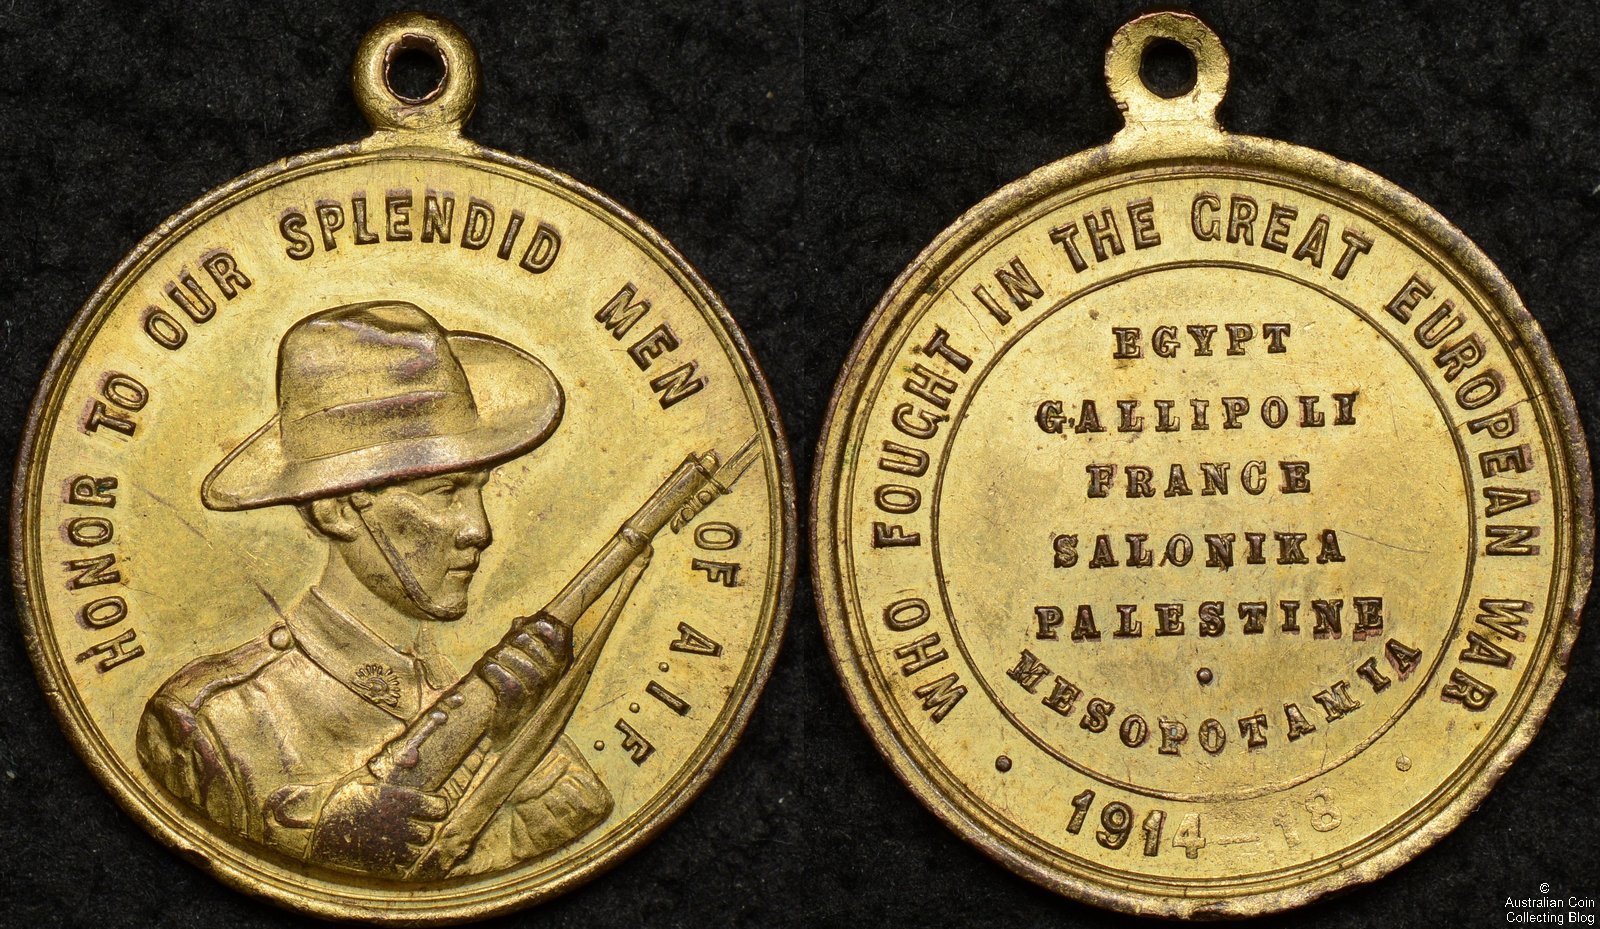 HONOR TO OUR SPLENDID MEN OF A.I.F.
WHO FOUGHT IN THE GREAT EUROPEAN WAR
EGYPT
GALLIPOLI
FRANCE
SALONIKA
PALESTINE
MESOPOTAMIA
1914-18
©
Australian Coin
Collecting Blog